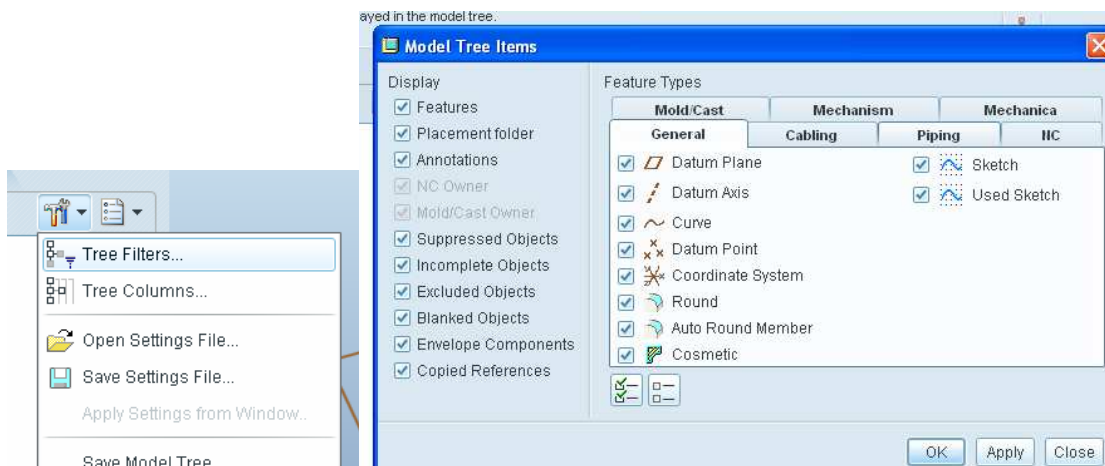 Tree Filters...
Tree Columns...
Open Settings File...
Save Settings File...
Apply Settings from Window..
Save Model Tree
ayed in the model tree.
Model Tree Items
Display
Features
Placement folder
Annotations
NC Owner
Mold/Cast Owner
Suppressed Objects
Incomplete Objects
Excluded Objects
Blanked Objects
Envelope Components
Copied References
Feature Types
Mold/Cast Mechanism Mechanica
General Cabling Piping NC
Datum Plane
Datum Axis
Curve
Datum Point
Coordinate System
Round
Auto Round Member
Cosmetic
Sketch
Used Sketch
OK Apply Close